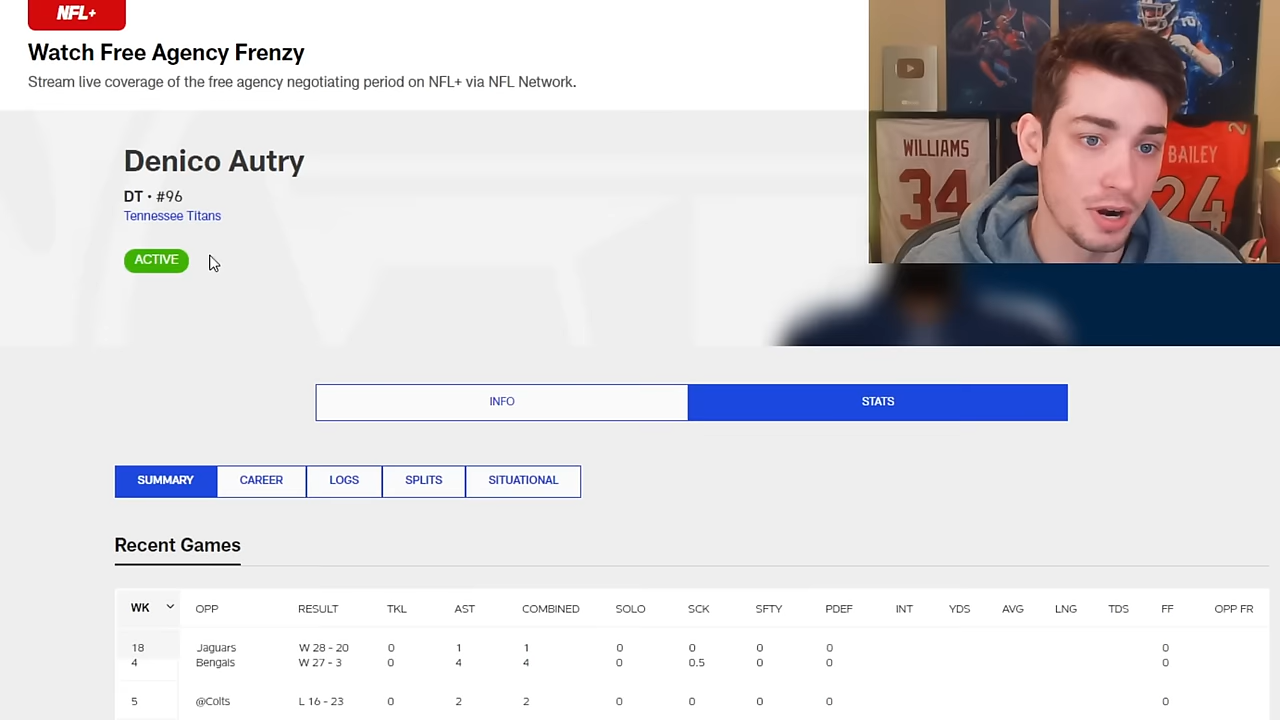 NFL+
Watch Free Agency Frenzy
Stream live coverage of the free agency negotiating period on NFL+ via NFL Network.
WILLIAMS
34
BAILEY
24
2
Denico Autry
DT • #96
Tennessee Titans
ACTIVE
INFO STATS
SUMMARY CAREER LOGS SPLITS SITUATIONAL
Recent Games
WK OPP RESULT TKL AST COMBINED SOLO SCK SFTY PDEF INT YDS AVG LNG TDS FF OPP FR
18 Jaguars W 28 - 20 0 1 1 0 0 0 0 0
4 Bengals W 27 - 3 0 4 4 0 0.5 0 0 0
5 @Colts L 16 - 23 0 2 2 0 0 0 0 0